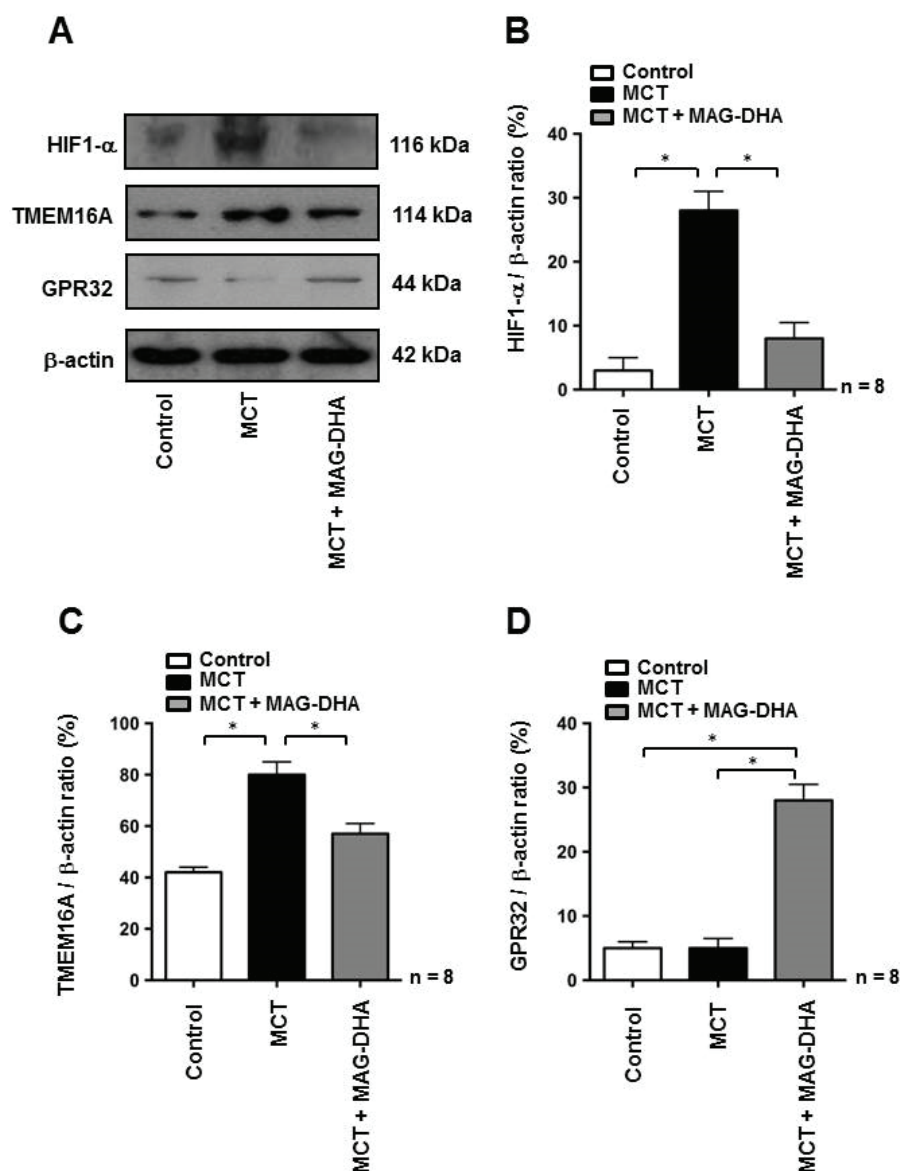 A
HIF1-α
116 kDa
TMEM16A
114 kDa
GPR32
44 kDa
β-actin
42 kDa
Control
MCT
MCT + MAG-DHA
B
Control
MCT
MCT + MAG-DHA
HIF1-α / β-actin ratio (%)
40
30
20
10
0
* *
n = 8
Control
MCT
MCT + MAG-DHA
C
Control
MCT
MCT + MAG-DHA
TMEM16A / β-actin ratio (%)
100
80
60
40
20
0
* *
n = 8
Control
MCT
MCT + MAG-DHA
D
Control
MCT
MCT + MAG-DHA
GPR32 / β-actin ratio (%)
40
30
20
10
0
*
*
n = 8
Control
MCT
MCT + MAG-DHA